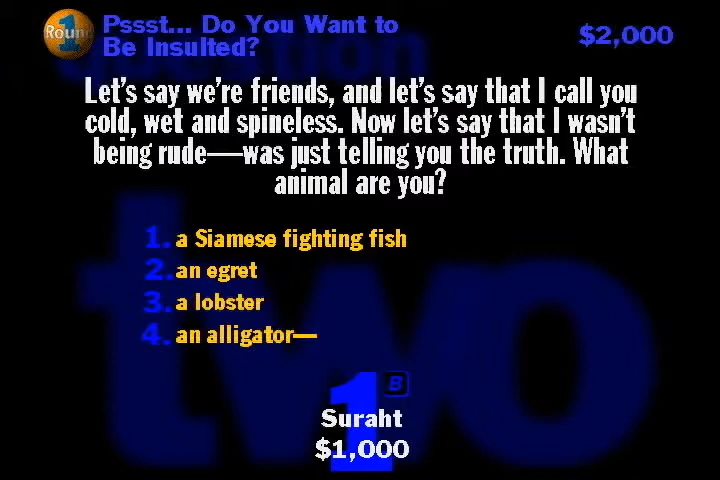 Round 1
Pssst... Do You Want to
Be Insulted?
$2,000
Let's say we're friends, and let's say that I call you
cold, wet and spineless. Now let's say that I wasn't
being rude—was just telling you the truth. What
animal are you?
1. a Siamese fighting fish
2. an egret
3. a lobster
4. an alligator—
two
1
B
Suraht
$1,000